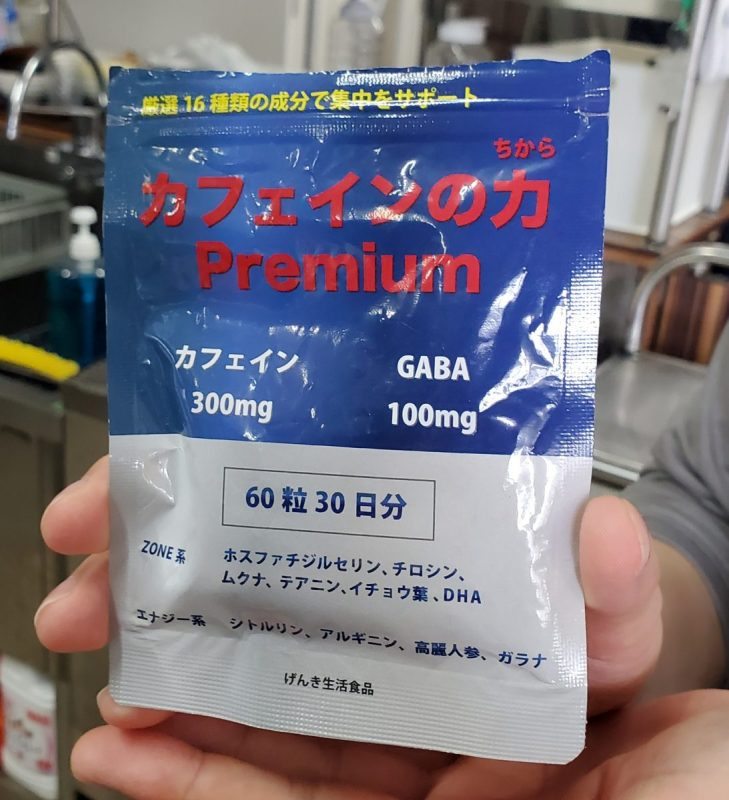 厳選16種類の成分で集中をサポート
ちから
カフェインの力
Premium
カフェイン GABA
300mg 100mg
60粒30日分
ZONE系 ホスファチジルセリン、チロシン、
ムクナ、テアニン、イチョウ葉、DHA
エナジー系 シトルリン、アルギニン、高麗人参、ガラナ
げんき生活食品